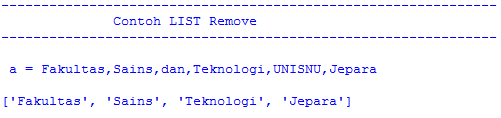 ------------------------------------------------------------
Contoh LIST Remove
------------------------------------------------------------
a = Fakultas,Sains,dan,Teknologi,UNISNU,Jepara
['Fakultas', 'Sains', 'Teknologi', 'Jepara']